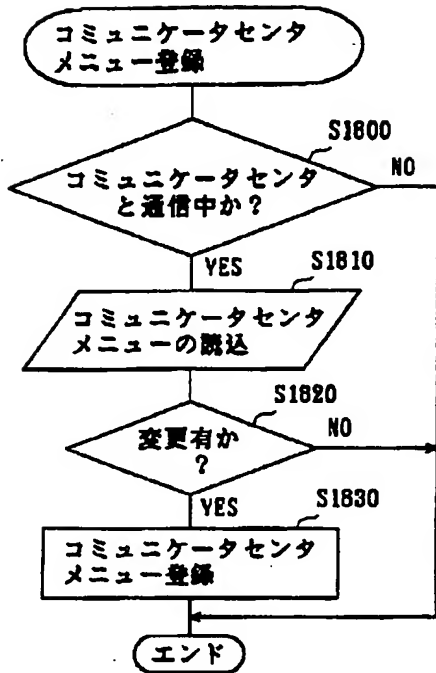 コミュニケータセンタ
メニュー登録
S1800
コミュニケータセンタ
と通信中か？
NO
YES
S1810
コミュニケータセンタ
メニューの読込
S1820
変更有か
？
NO
YES
S1830
コミュニケータセンタ
メニュー登録
エンド